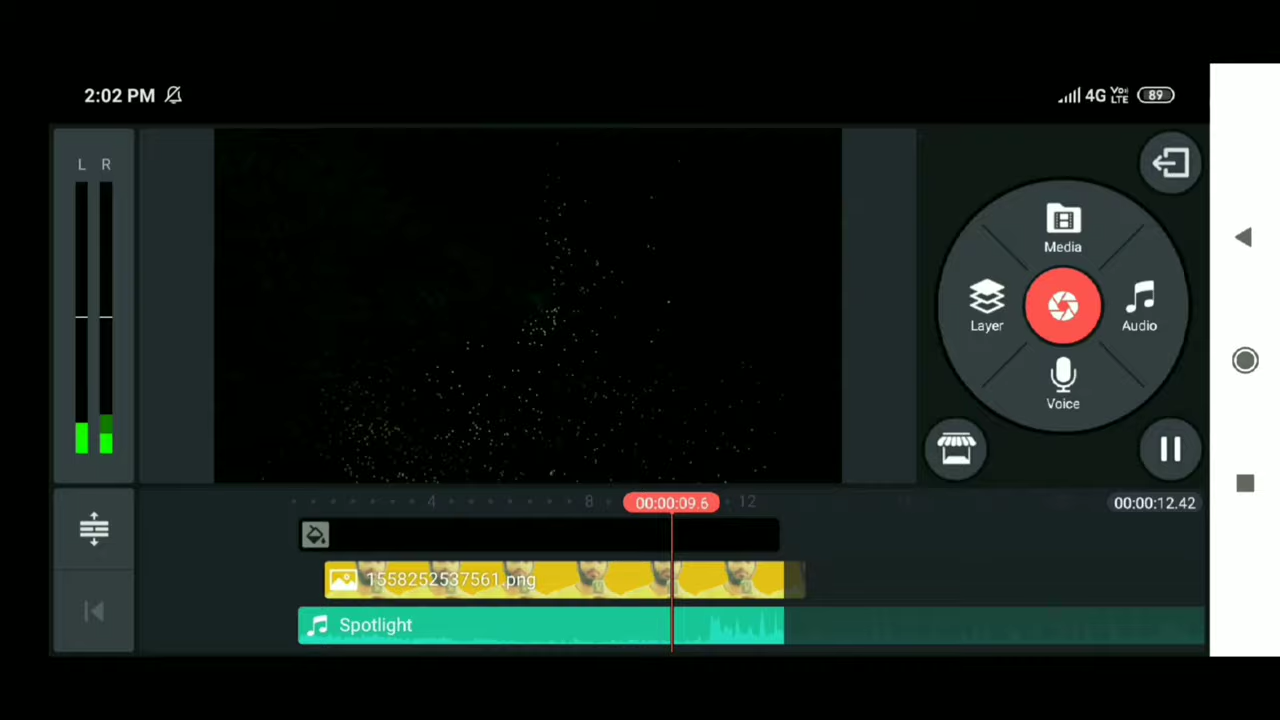 2:02 PM
4G Vo) LTE 89
L R
Media
Layer
Audio
Voice
4 8 00:00:09.6 12 00:00:12.42
1558252537561.png
Spotlight